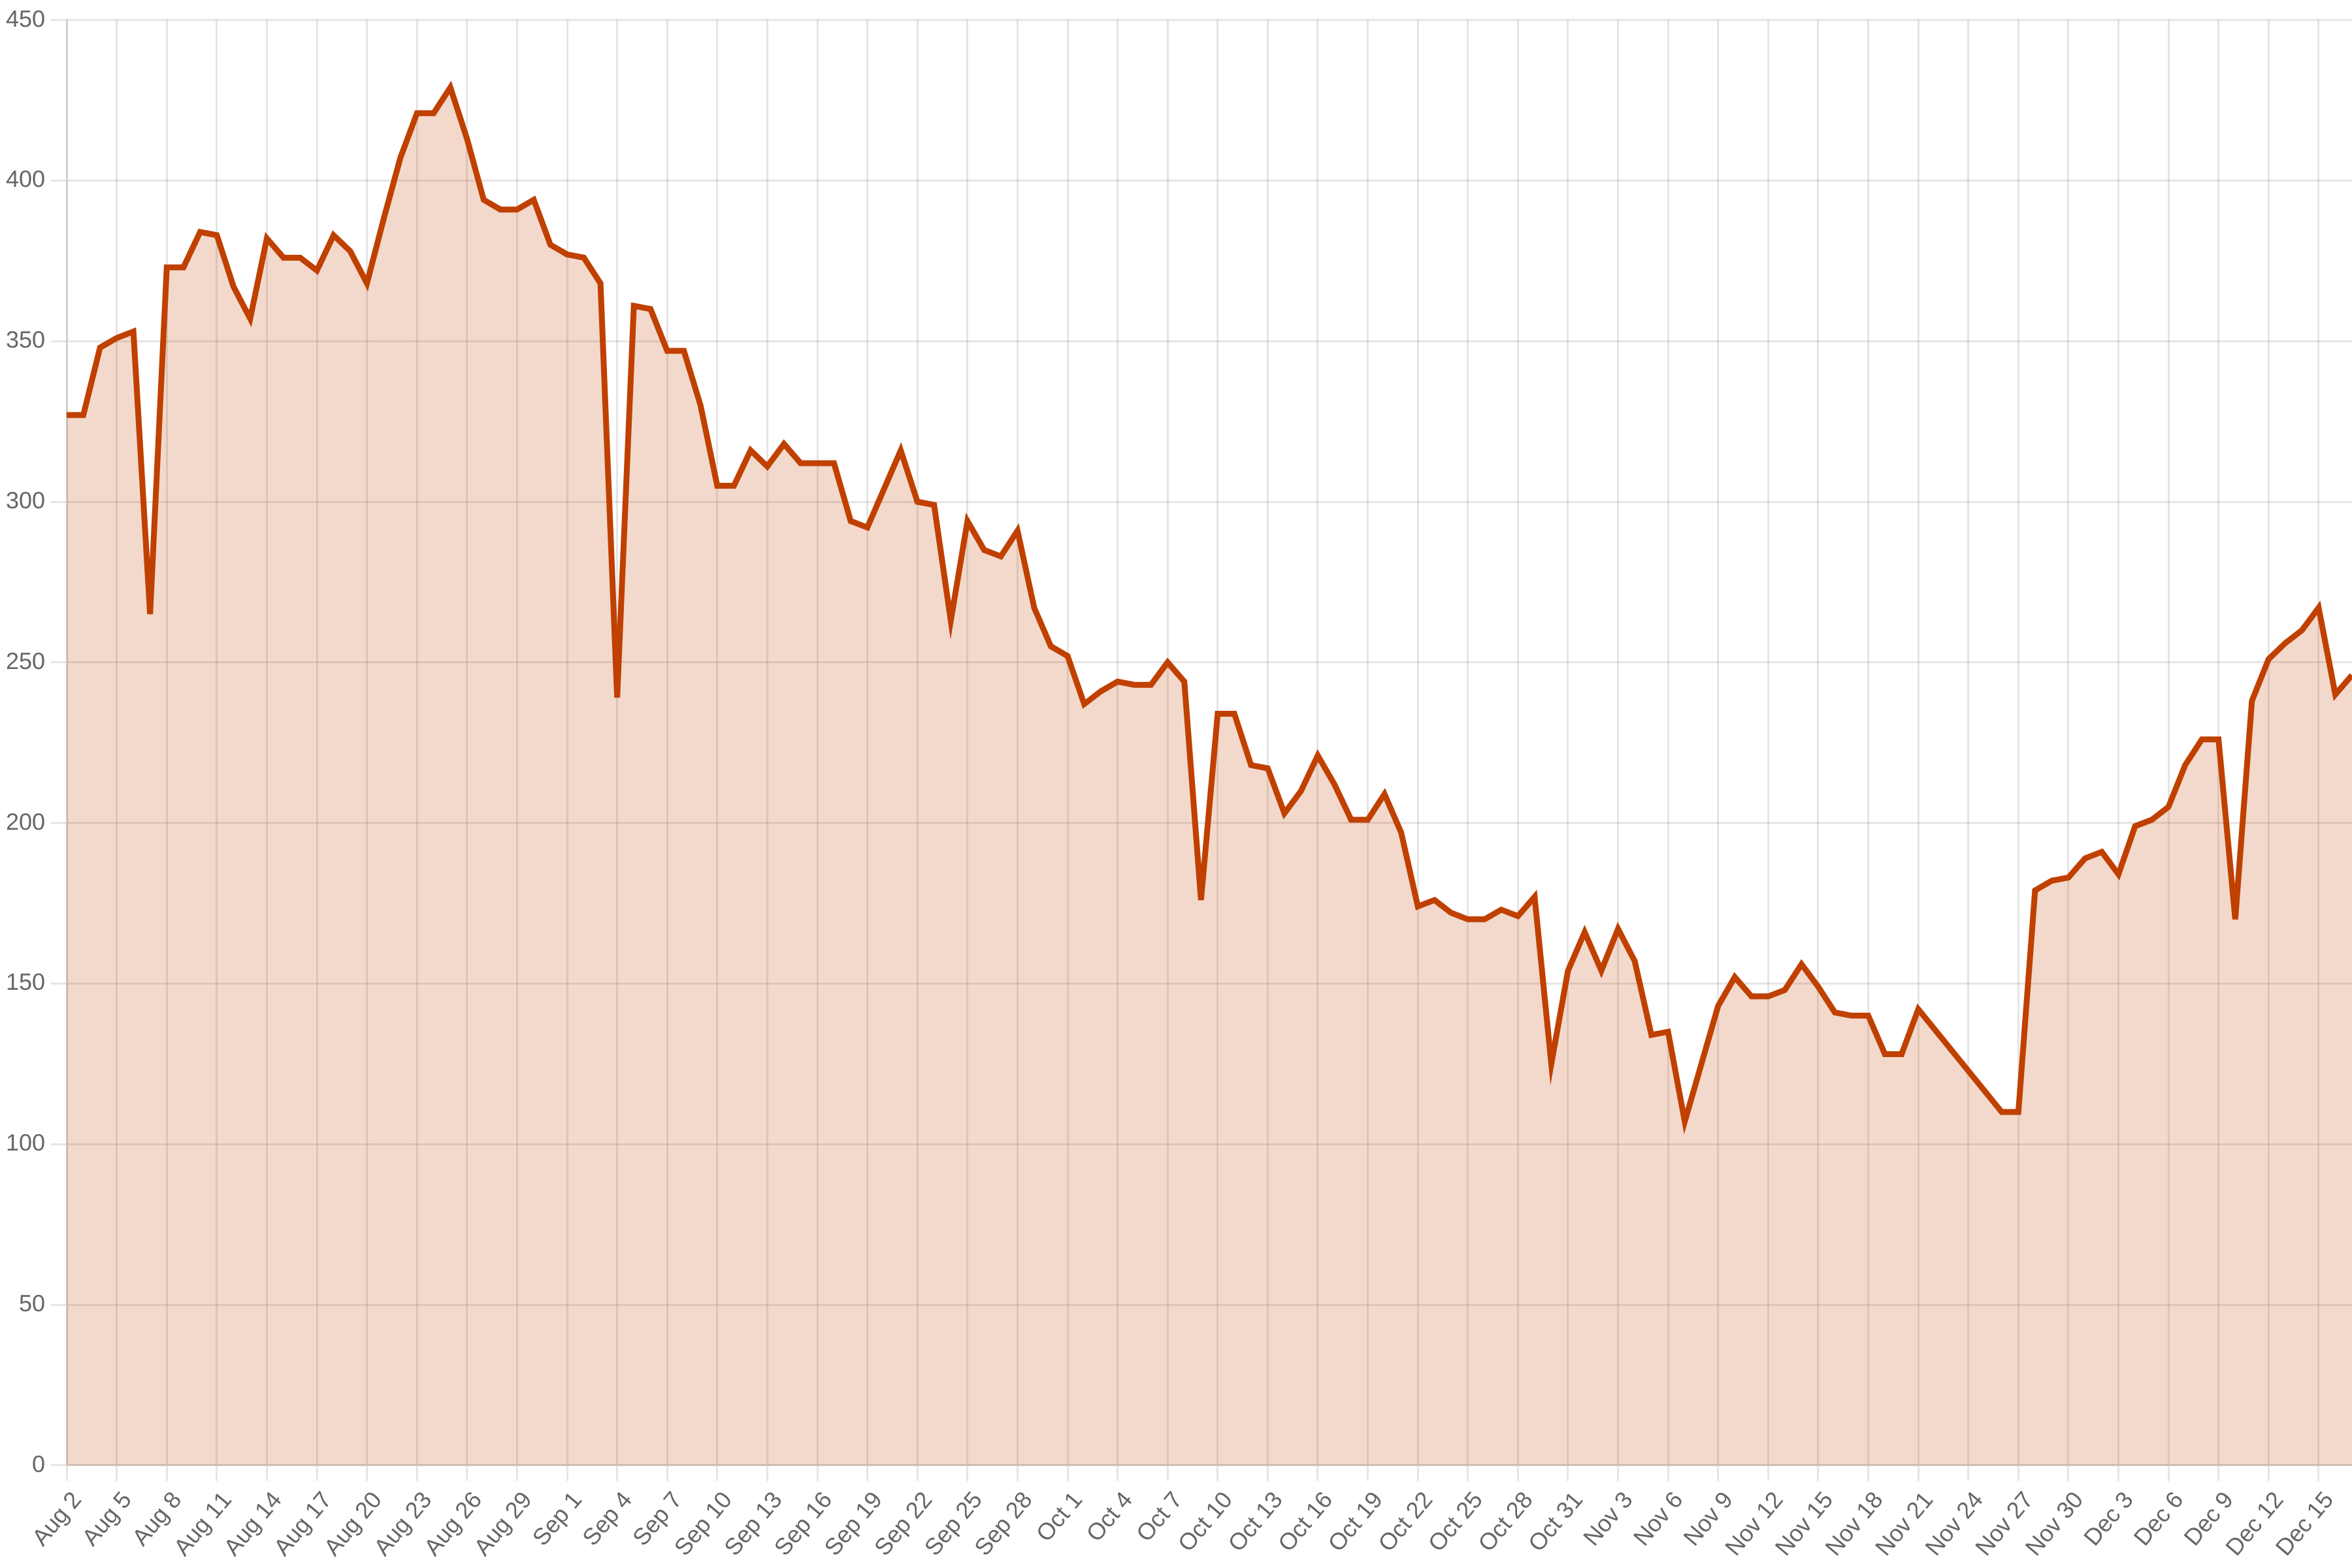 450
400
350
300
250
200
150
100
50
0
Aug 2
Aug 5
Aug 8
Aug 11
Aug 14
Aug 17
Aug 20
Aug 23
Aug 26
Aug 29
Sep 1
Sep 4
Sep 7
Sep 10
Sep 13
Sep 16
Sep 19
Sep 22
Sep 25
Sep 28
Oct 1
Oct 4
Oct 7
Oct 10
Oct 13
Oct 16
Oct 19
Oct 22
Oct 25
Oct 28
Oct 31
Nov 3
Nov 6
Nov 9
Nov 12
Nov 15
Nov 18
Nov 21
Nov 24
Nov 27
Nov 30
Dec 3
Dec 6
Dec 9
Dec 12
Dec 15